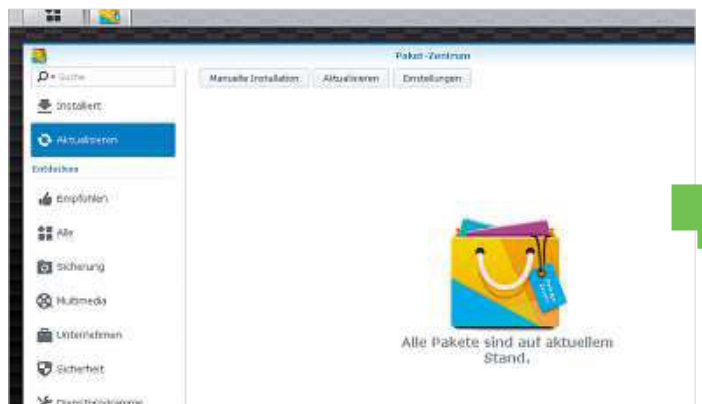 Paket-Zentrum
Suche
Manuelle Installation Aktualisieren Einstellungen
Installiert
Aktualisieren
Entdecken
Empfohlen
Alle
Sicherung
Multimedia
Unternehmen
Sicherheit
Dienstprogramme
Alle Pakete sind auf aktuellem
Stand.